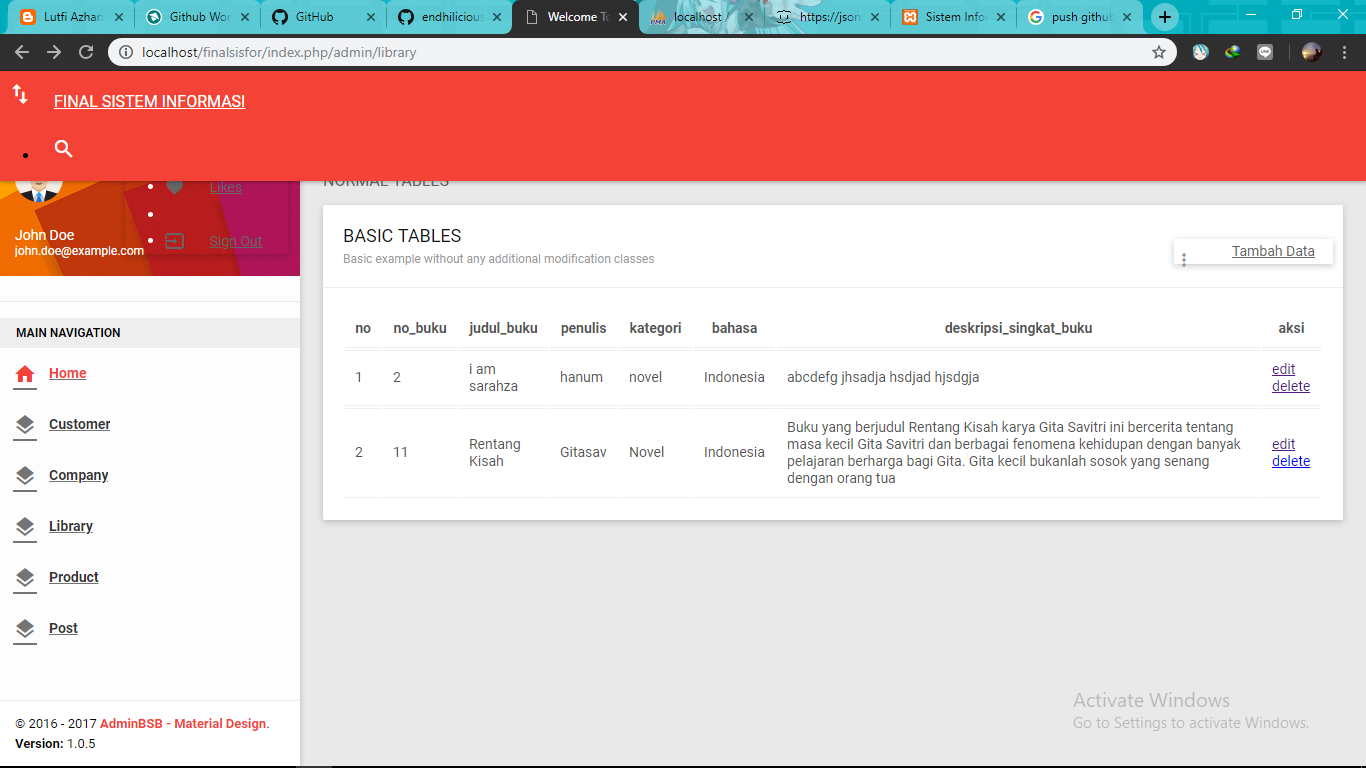 Lutfi Azhar
Github Wor
GitHub
endhilicious
Welcome To
localhost
https://json
Sistem Infor
push github
localhost/finalsisfor/index.php/admin/library
FINAL SISTEM INFORMASI
NORMAL TABLES
Likes
Sign Out
John Doe
john.doe@example.com
MAIN NAVIGATION
Home
Customer
Company
Library
Product
Post
© 2016 - 2017 AdminBSB - Material Design.
Version: 1.0.5
BASIC TABLES
Basic example without any additional modification classes
Tambah Data
no no_buku judul_buku penulis kategori bahasa deskripsi_singkat_buku aksi
1 2 i am sarahza hanum novel Indonesia abcdefg jhsadja hsdjad hjsdgja edit delete
2 11 Rentang Kisah Gitasav Novel Indonesia
Buku yang berjudul Rentang Kisah karya Gita Savitri ini bercerita tentang
masa kecil Gita Savitri dan berbagai fenomena kehidupan dengan banyak
pelajaran berharga bagi Gita. Gita kecil bukanlah sosok yang senang
dengan orang tua
edit
delete
Activate Windows
Go to Settings to activate Windows.